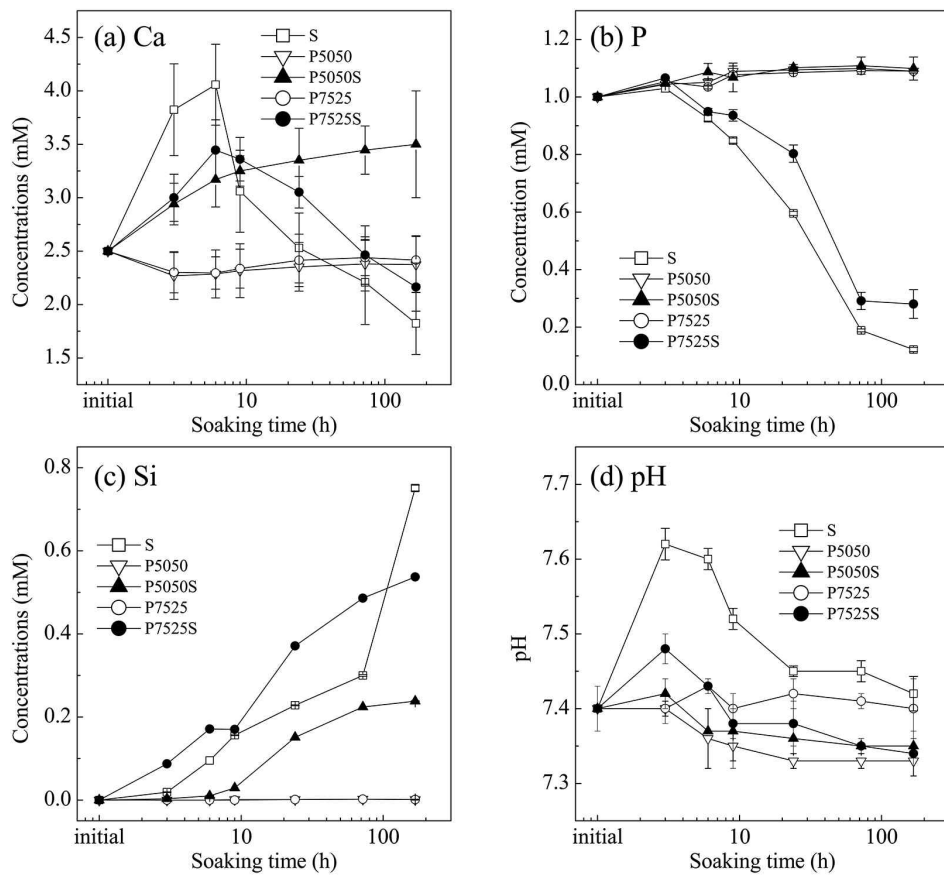 (a) Ca
S
P5050
P5050S
P7525
P7525S
4.5
4.0
3.5
3.0
2.5
2.0
1.5
Concentrations (mM)
initial
10
100
Soaking time (h)
(b) P
S
P5050
P5050S
P7525
P7525S
1.2
1.0
0.8
0.6
0.4
0.2
0.0
Concentration (mM)
initial
10
100
Soaking time (h)
(c) Si
S
P5050
P5050S
P7525
P7525S
0.8
0.6
0.4
0.2
0.0
Concentrations (mM)
initial
10
100
Soaking time (h)
(d) pH
S
P5050
P5050S
P7525
P7525S
7.7
7.6
7.5
7.4
7.3
pH
initial
10
100
Soaking time (h)